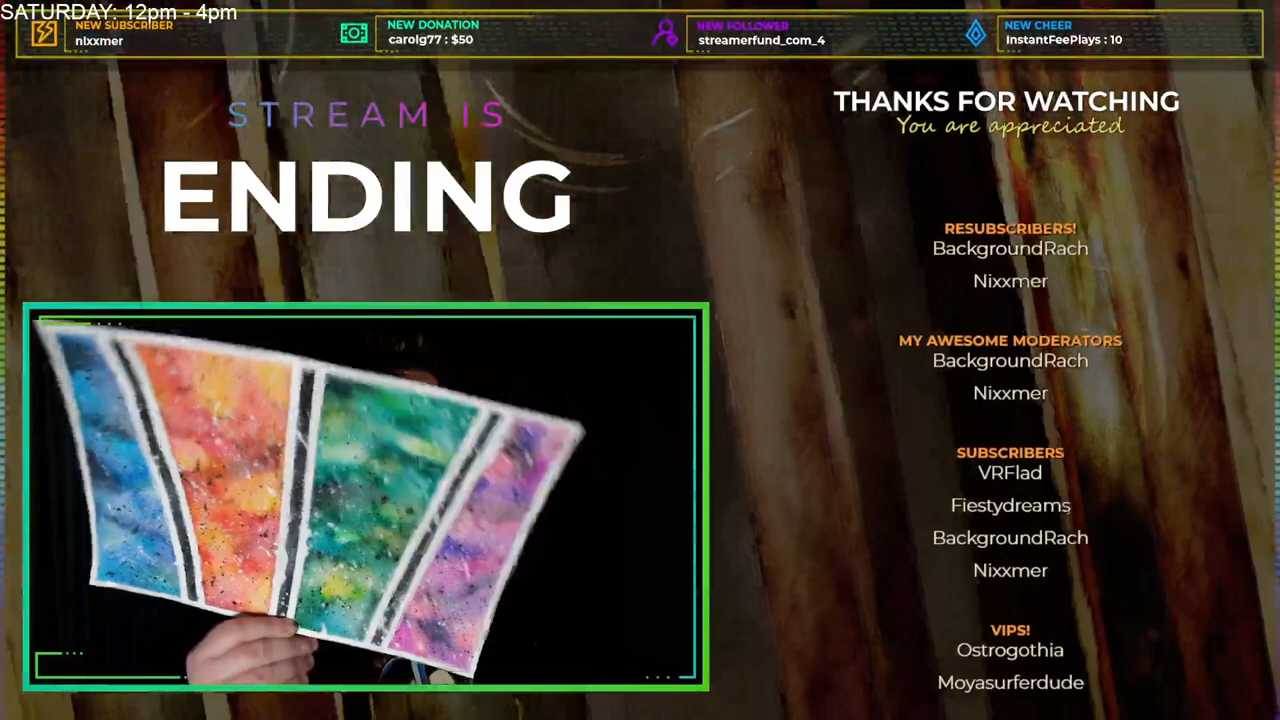 SATURDAY: 12pm - 4pm
NEW SUBSCRIBER
nixxmer
NEW DONATION
carolg77 : $50
NEW FOLLOWER
streamerfund_com_4
NEW CHEER
InstantFeePlays : 10
STREAM IS
ENDING
THANKS FOR WATCHING
You are appreciated
RESUBSCRIBERS!
BackgroundRach
Nixxmer
MY AWESOME MODERATORS
BackgroundRach
Nixxmer
SUBSCRIBERS
VRFlad
Fiestydreams
BackgroundRach
Nixxmer
VIPS!
Ostrogothia
Moyasurferdude